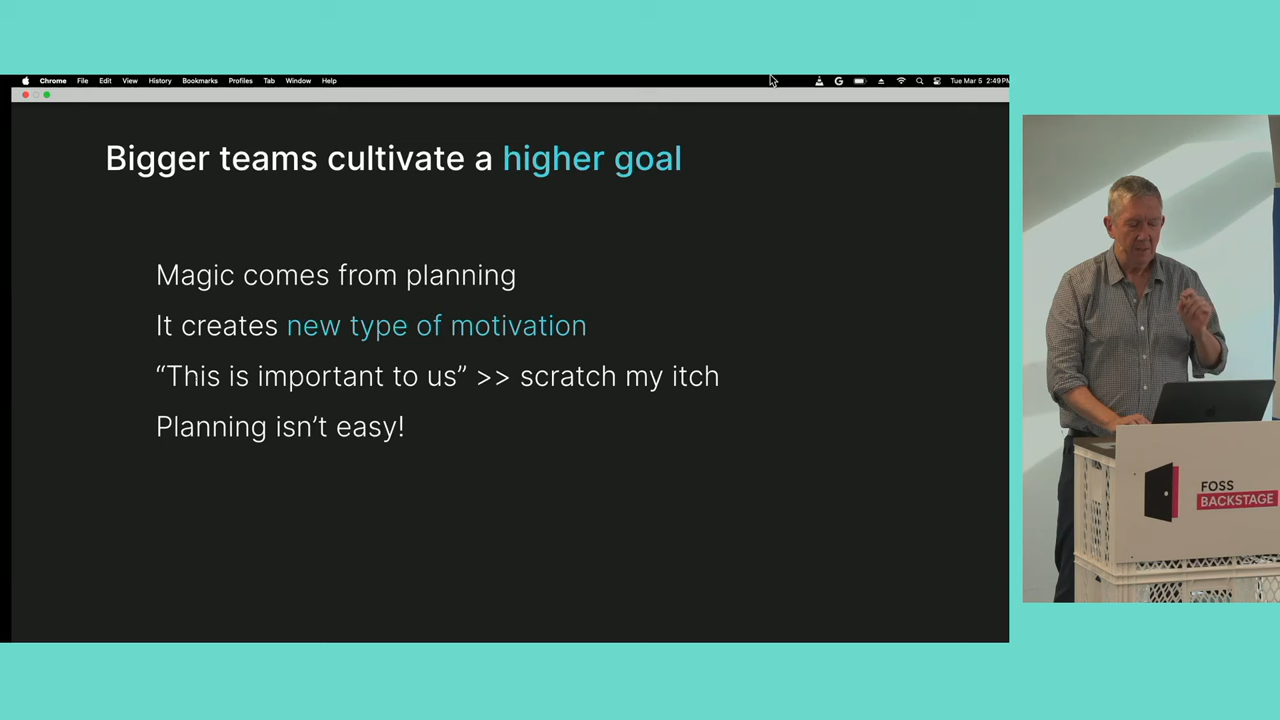 Chrome File Edit View History Bookmarks Profiles Tab Window Help
Tue Mar 5 2:49PM
Bigger teams cultivate a higher goal
Magic comes from planning
It creates new type of motivation
“This is important to us” >> scratch my itch
Planning isn’t easy!
FOSS
BACKSTAGE